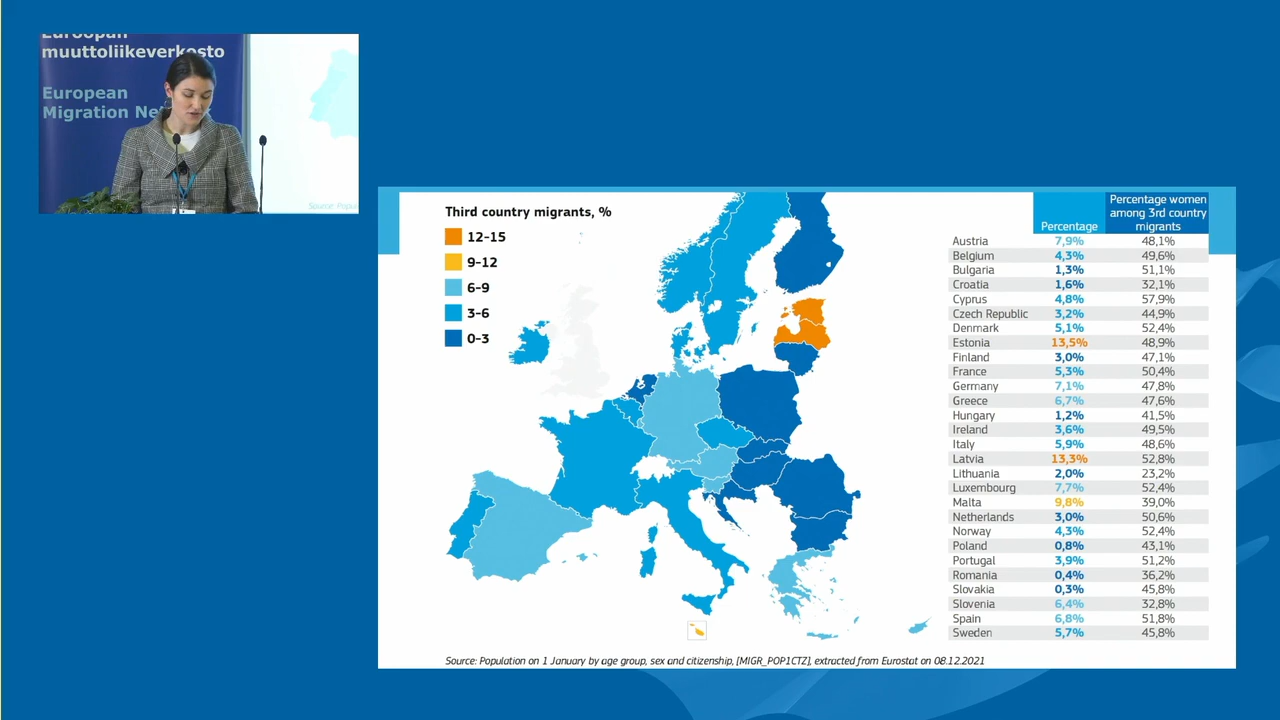 Euroopan
muuttoliikeverkosto
European
Migration Ne
Source: Popu
Third country migrants, %
12-15
9-12
6-9
3-6
0-3
Percentage
Percentage women
among 3rd country
migrants
Austria 7,9% 48,1%
Belgium 4,3% 49,6%
Bulgaria 1,3% 51,1%
Croatia 1,6% 32,1%
Cyprus 4,8% 57,9%
Czech Republic 3,2% 44,9%
Denmark 5,1% 52,4%
Estonia 13,5% 48,9%
Finland 3,0% 47,1%
France 5,3% 50,4%
Germany 7,1% 47,8%
Greece 6,7% 47,6%
Hungary 1,2% 41,5%
Ireland 3,6% 49,5%
Italy 5,9% 48,6%
Latvia 13,3% 52,8%
Lithuania 2,0% 23,2%
Luxembourg 7,7% 52,4%
Malta 9,8% 39,0%
Netherlands 3,0% 50,6%
Norway 4,3% 52,4%
Poland 0,8% 43,1%
Portugal 3,9% 51,2%
Romania 0,4% 36,2%
Slovakia 0,3% 45,8%
Slovenia 6,4% 32,8%
Spain 6,8% 51,8%
Sweden 5,7% 45,8%
Source: Population on 1 January by age group, sex and citizenship, [MIGR_POP1CTZ], extracted from Eurostat on 08.12.2021